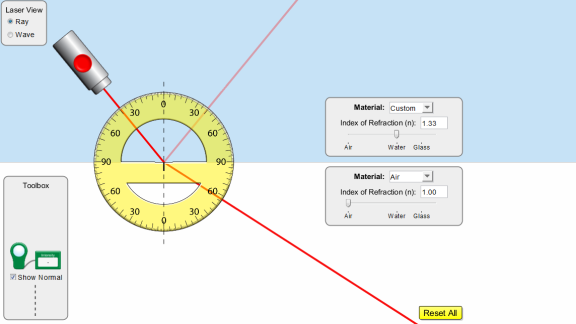 Laser View
Ray
Wave
Material: Custom
Index of Refraction (n): 1.33
Air Water Glass
Material: Air
Index of Refraction (n): 1.00
Air Water Glass
0
30 30
60 60
90 90
60 60
30 30
0
Toolbox
Show Normal
Reset All